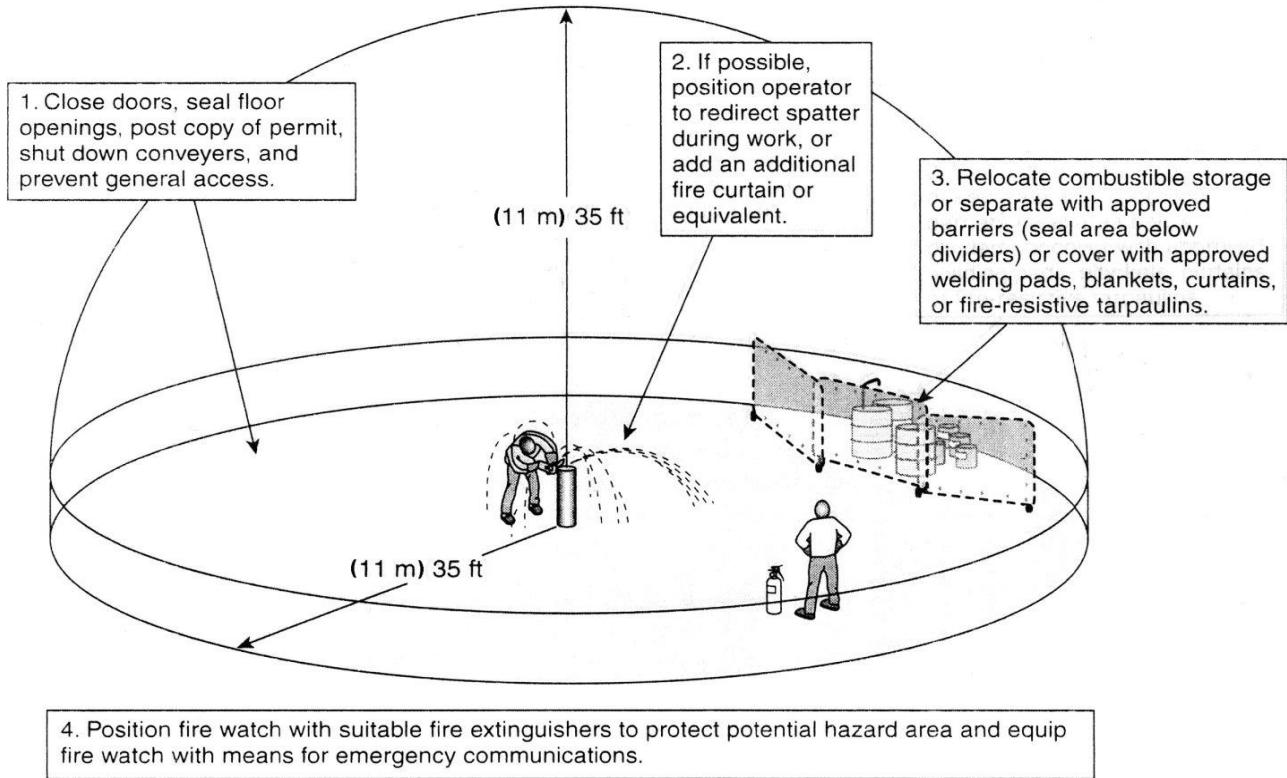 1. Close doors, seal floor
openings, post copy of permit,
shut down conveyers, and
prevent general access.
2. If possible,
position operator
to redirect spatter
during work, or
add an additional
fire curtain or
equivalent.
3. Relocate combustible storage
or separate with approved
barriers (seal area below
dividers) or cover with approved
welding pads, blankets, curtains,
or fire-resistive tarpaulins.
(11 m) 35 ft
(11 m) 35 ft
4. Position fire watch with suitable fire extinguishers to protect potential hazard area and equip
fire watch with means for emergency communications.